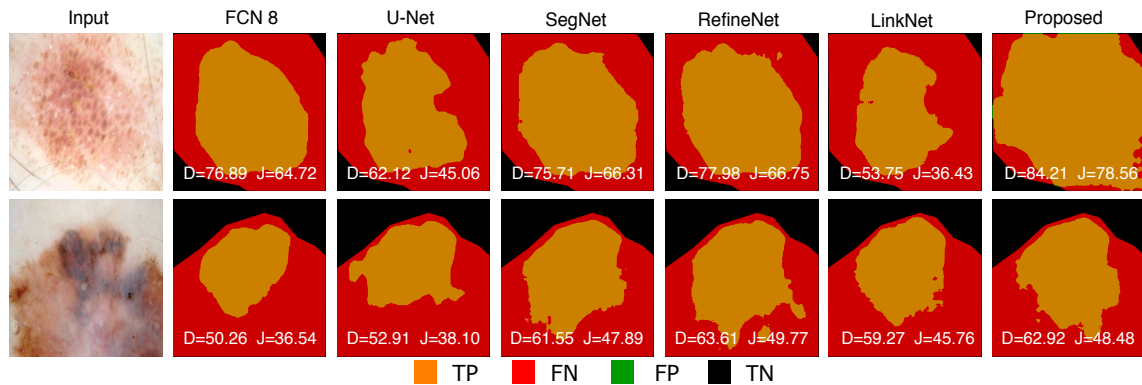 Input FCN 8 U-Net SegNet RefineNet LinkNet Proposed
D=76.89 J=64.72 D=62.12 J=45.06 D=75.71 J=66.31 D=77.98 J=66.75 D=53.75 J=36.43 D=84.21 J=78.56
D=50.26 J=36.54 D=52.91 J=38.10 D=61.55 J=47.89 D=63.61 J=49.77 D=59.27 J=45.76 D=62.92 J=48.48
TP FN FP TN